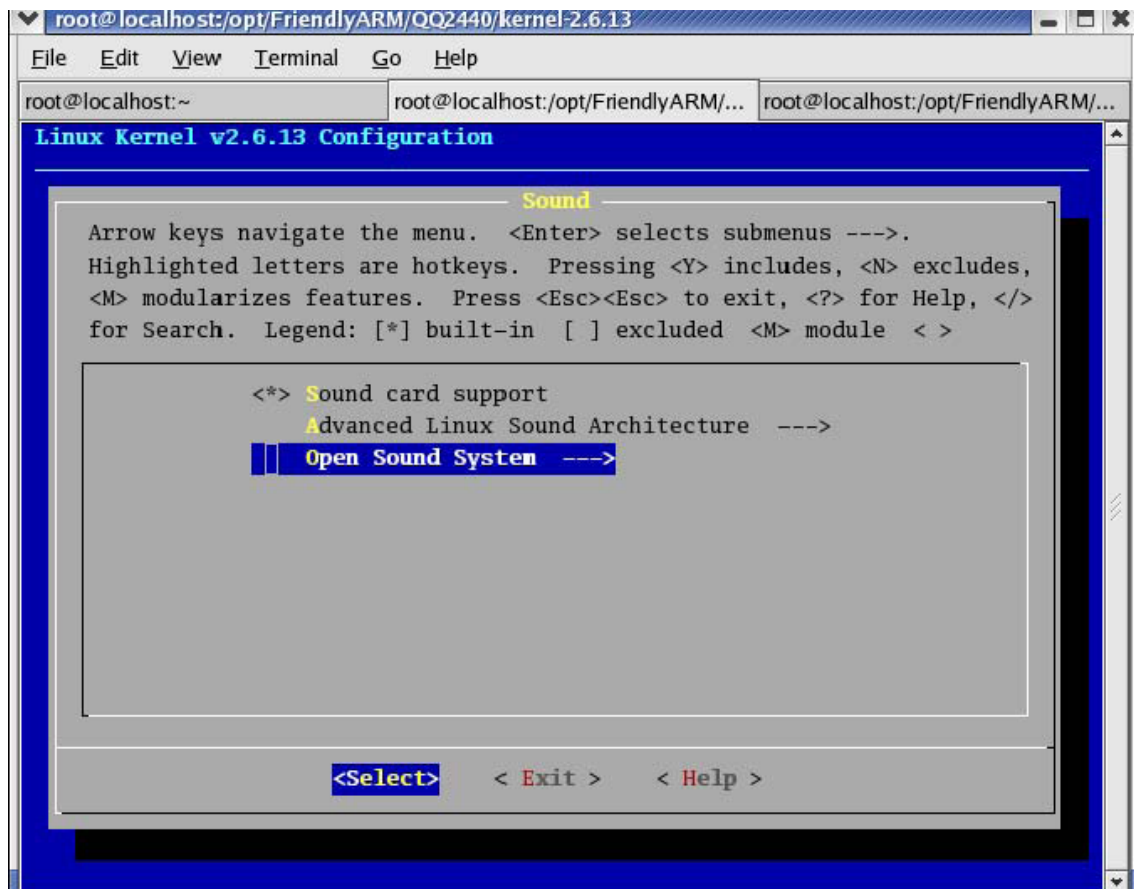 root@localhost:/opt/FriendlyARM/QQ2440/kernel-2.6.13
File Edit View Terminal Go Help
root@localhost:~ root@localhost:/opt/FriendlyARM/... root@localhost:/opt/FriendlyARM/...
Linux Kernel v2.6.13 Configuration
Sound
Arrow keys navigate the menu. <Enter> selects submenus --->.
Highlighted letters are hotkeys. Pressing <Y> includes, <N> excludes,
<M> modularizes features. Press <Esc><Esc> to exit, <?> for Help, </>
for Search. Legend: [*] built-in [ ] excluded <M> module < >
<*> Sound card support
Advanced Linux Sound Architecture --->
Open Sound System --->
<Select> < Exit > < Help >